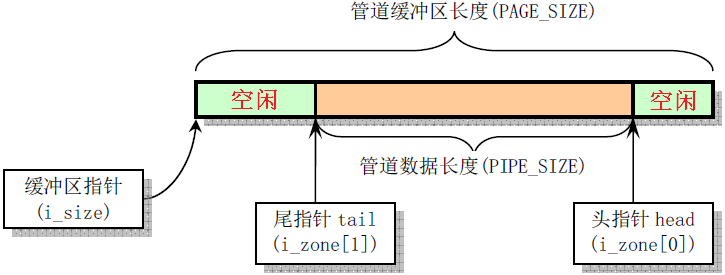 管道缓冲区长度(PAGE_SIZE)
空闲
空闲
管道数据长度(PIPE_SIZE)
缓冲区指针
(i_size)
尾指针 tail
(i_zone[1])
头指针 head
(i_zone[0])